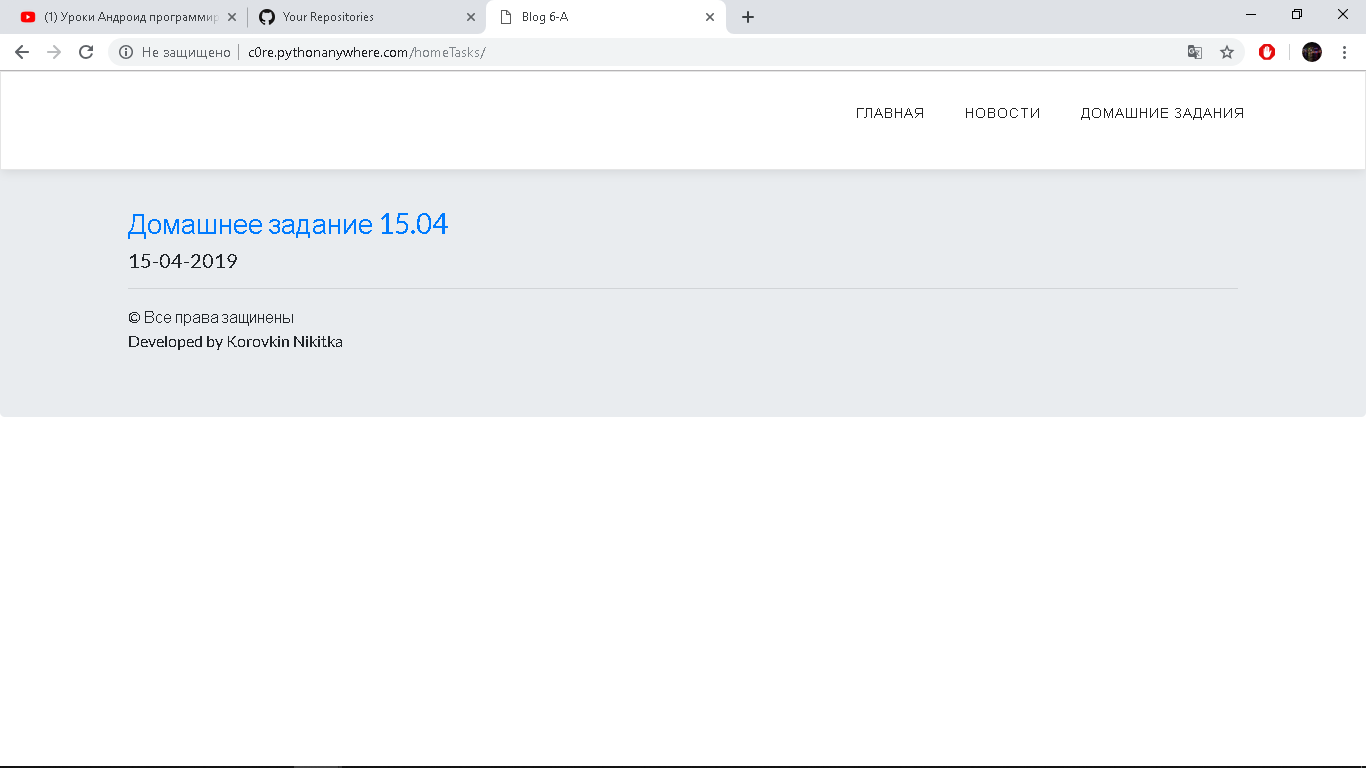 (1) Уроки Андроид программир
Your Repositories
Blog 6-A
Не защищено
c0re.pythonanywhere.com/homeTasks/
ГЛАВНАЯ НОВОСТИ ДОМАШНИЕ ЗАДАНИЯ
Домашнее задание 15.04
15-04-2019
© Все права защинены
Developed by Korovkin Nikitka